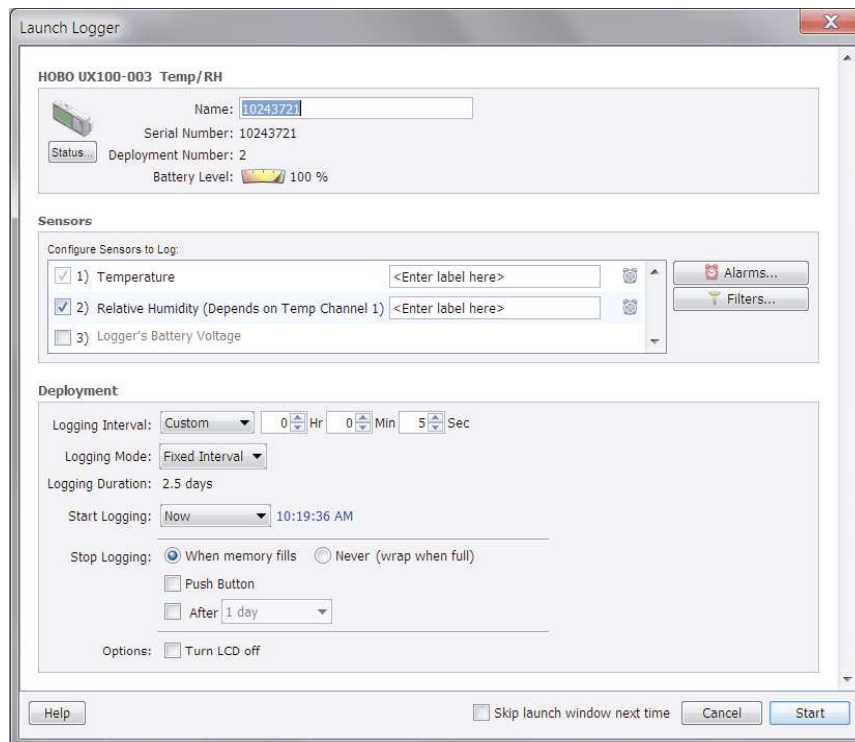 Launch Logger
HOBO UX100-003 Temp/RH
Name: 10243721
Serial Number: 10243721
Status... Deployment Number: 2
Battery Level: 100 %
Sensors
Configure Sensors to Log:
1) Temperature <Enter label here>
Alarms...
2) Relative Humidity (Depends on Temp Channel 1) <Enter label here>
Filters...
3) Logger's Battery Voltage
Deployment
Logging Interval: Custom 0 Hr 0 Min 5 Sec
Logging Mode: Fixed Interval
Logging Duration: 2.5 days
Start Logging: Now 10:19:36 AM
Stop Logging: When memory fills Never (wrap when full)
Push Button
After 1 day
Options: Turn LCD off
Help Skip launch window next time Cancel Start